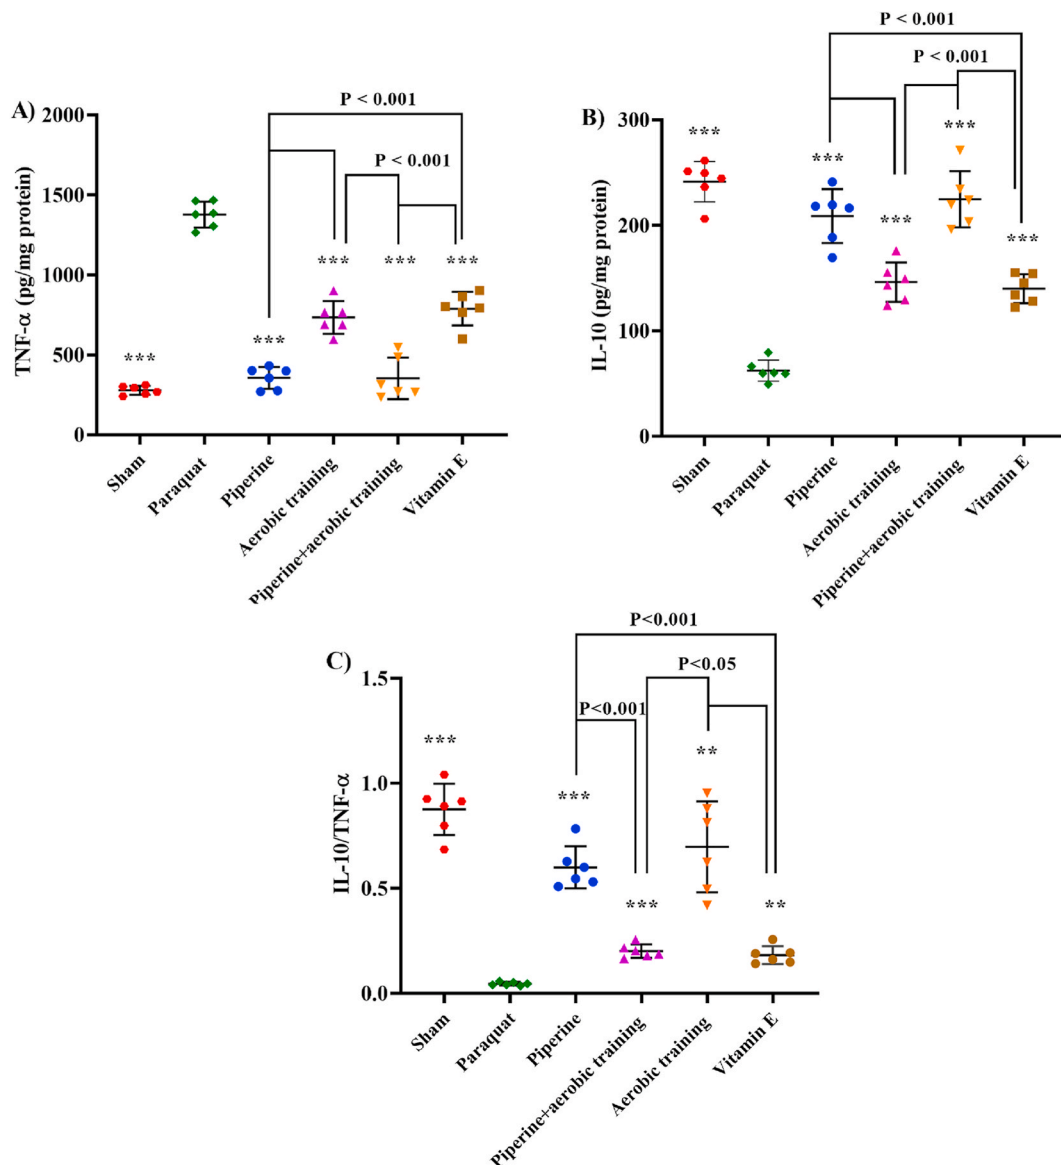 P < 0.001
P < 0.001
A)
P < 0.001
P < 0.001
TNF-α (pg/mg protein)
2000
1500
1000
500
0
***
***
***
***
***
Sham
Paraquat
Piperine
Aerobic training
Piperine+aerobic training
Vitamin E
B)
IL-10 (pg/mg protein)
300
200
100
0
***
***
***
***
***
Sham
Paraquat
Piperine
Aerobic training
Piperine+aerobic training
Vitamin E
C)
P<0.001
P<0.05
P<0.001
IL-10/TNF-α
1.5
1.0
0.5
0.0
***
***
***
**
**
Sham
Paraquat
Piperine
Piperine+aerobic training
Aerobic training
Vitamin E